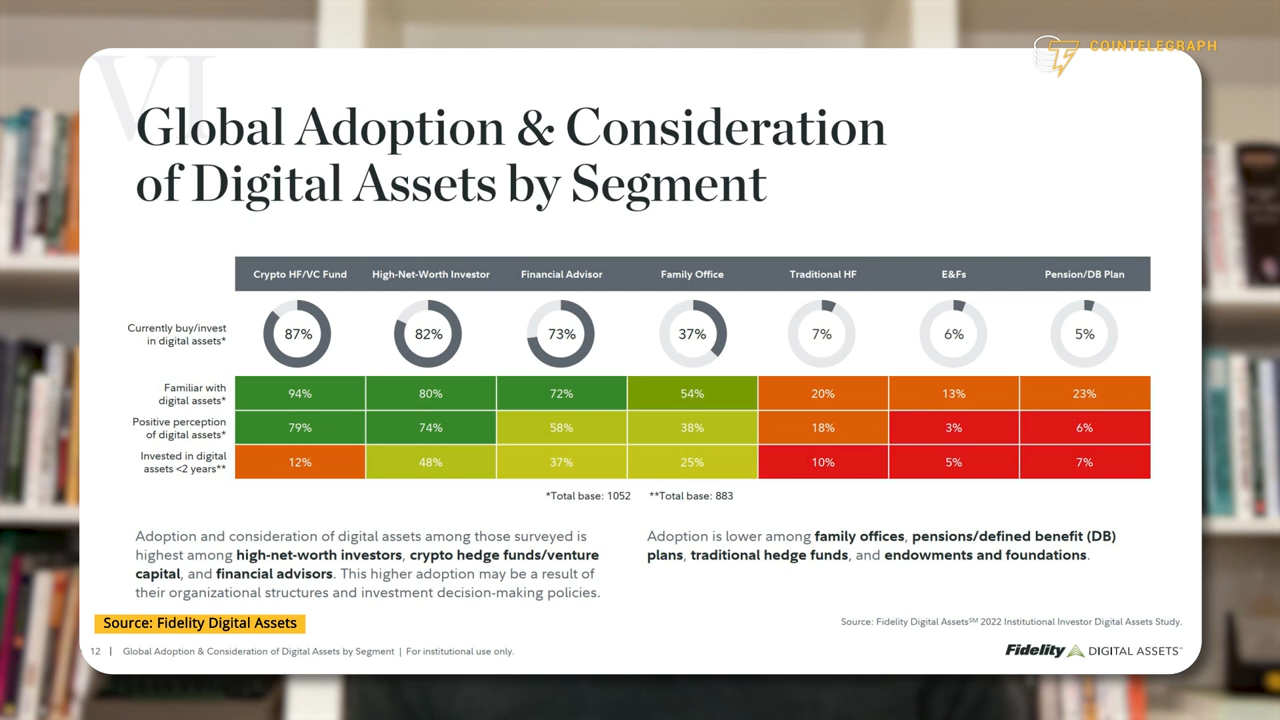 COINTELEGRAPH
VI
Global Adoption & Consideration
of Digital Assets by Segment
Crypto HF/VC Fund High-Net-Worth Investor Financial Advisor Family Office Traditional HF E&Fs Pension/DB Plan
Currently buy/invest
in digital assets*
87% 82% 73% 37% 7% 6% 5%
Familiar with
digital assets*
94% 80% 72% 54% 20% 13% 23%
Positive perception
of digital assets*
79% 74% 58% 38% 18% 3% 6%
Invested in digital
assets <2 years**
12% 48% 37% 25% 10% 5% 7%
*Total base: 1052 **Total base: 883
Adoption and consideration of digital assets among those surveyed is
highest among high-net-worth investors, crypto hedge funds/venture
capital, and financial advisors. This higher adoption may be a result of
their organizational structures and investment decision-making policies.
Adoption is lower among family offices, pensions/defined benefit (DB)
plans, traditional hedge funds, and endowments and foundations.
Source: Fidelity Digital Assets
Source: Fidelity Digital Assets℠ 2022 Institutional Investor Digital Assets Study.
12 | Global Adoption & Consideration of Digital Assets by Segment | For institutional use only.
Fidelity DIGITAL ASSETS℠